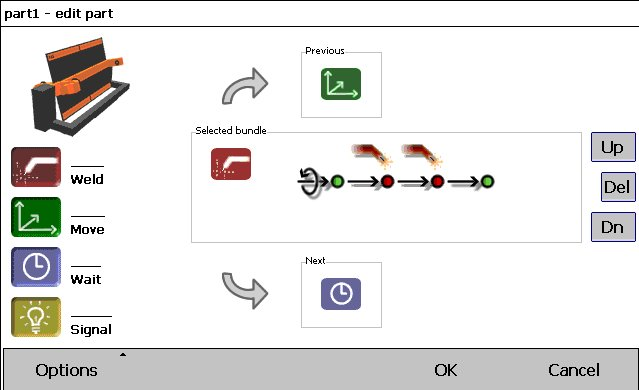 part1 - edit part
Previous
Selected bundle
Weld
Up
Move
Del
Dn
Wait
Next
Signal
Options
OK
Cancel